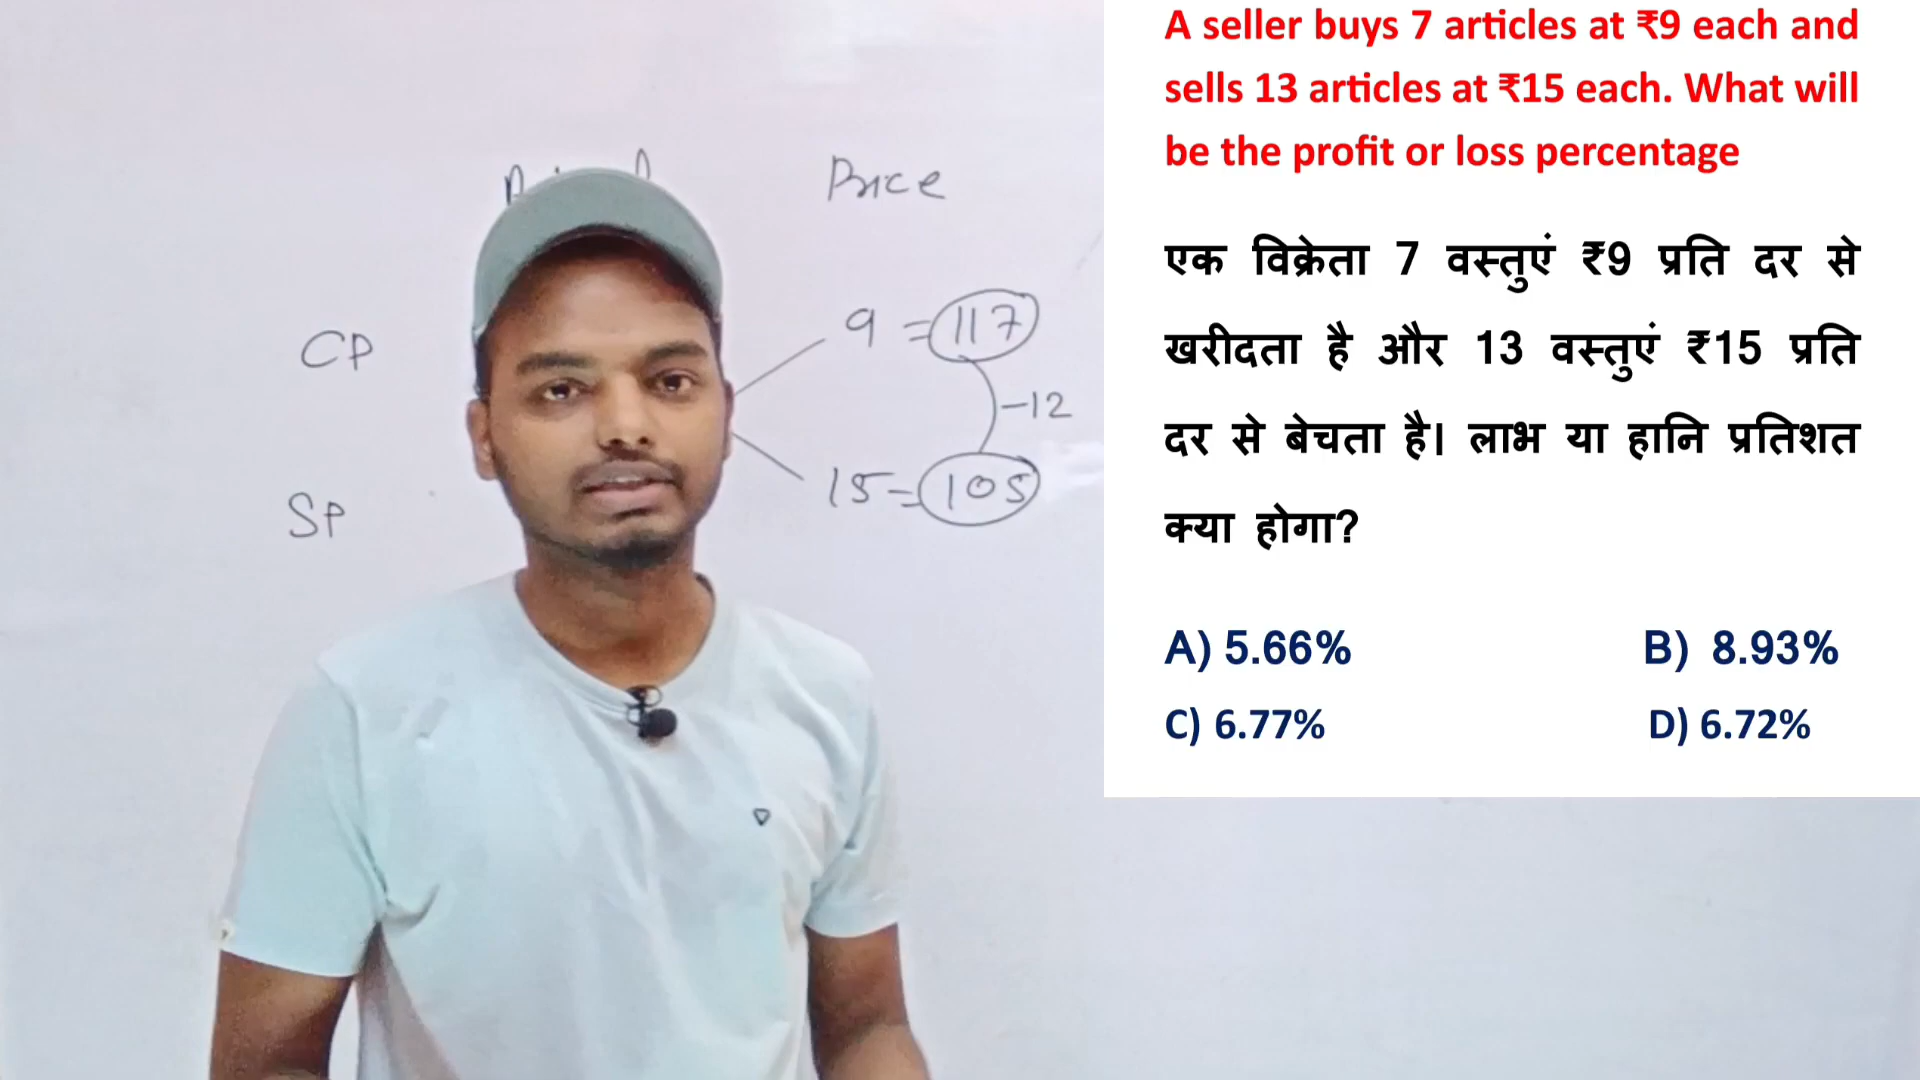 A seller buys 7 articles at ₹9 each and
sells 13 articles at ₹15 each. What will
be the profit or loss percentage
एक विक्रेता 7 वस्तुएं ₹9 प्रति दर से
खरीदता है और 13 वस्तुएं ₹15 प्रति
दर से बेचता है। लाभ या हानि प्रतिशत
क्या होगा?
A) 5.66% B) 8.93%
C) 6.77% D) 6.72%
Price
CP 9 = 117
-12
SP 15 = 105